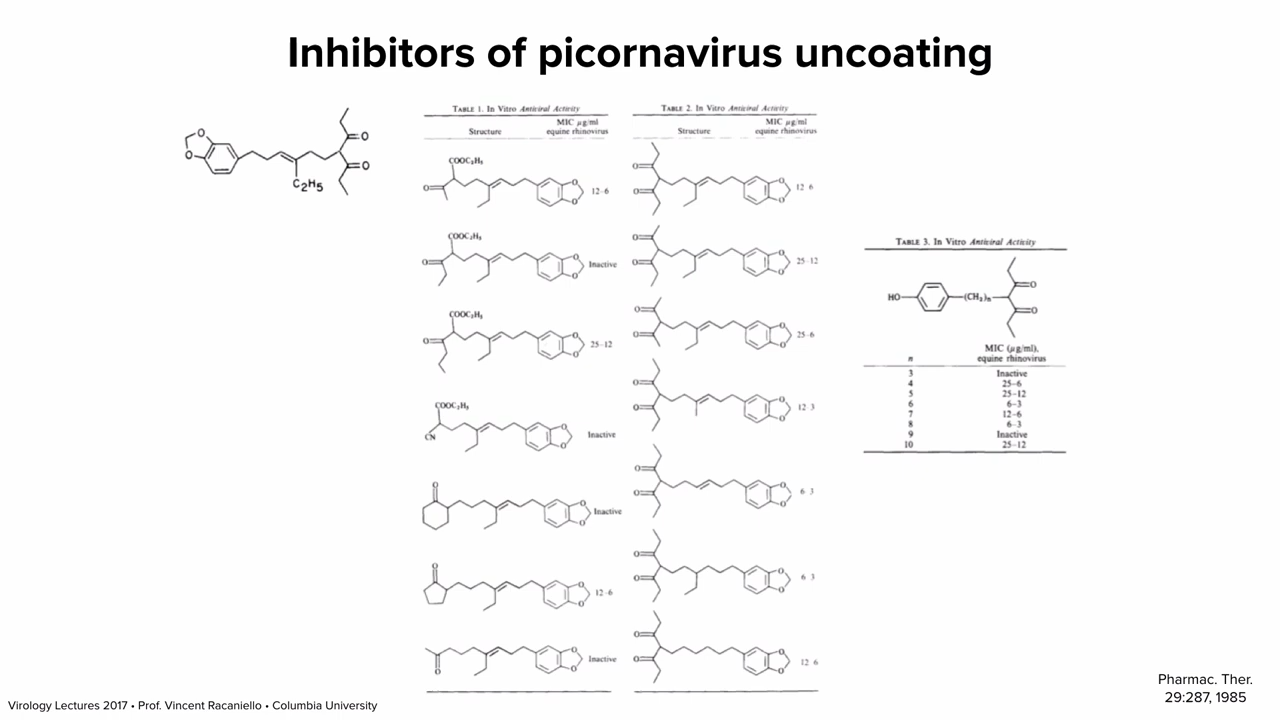 Inhibitors of picornavirus uncoating
O
O
O
O
C2H5
TABLE 1. In Vitro Antiviral Activity
Structure
MIC µg/ml
equine rhinovirus
COOC2H5
O
O
O
12-6
COOC2H5
O
O
O
Inactive
COOC2H5
O
O
O
25-12
COOC2H5
CN
O
O
Inactive
O
O
O
Inactive
O
O
O
12-6
O
O
O
Inactive
TABLE 2. In Vitro Antiviral Activity
Structure
MIC µg/ml
equine rhinovirus
O
O
O
O
12 6
O
O
O
O
25-12
O
O
O
O
25-6
O
O
O
O
12 3
O
O
O
O
6 3
O
O
O
O
6 3
O
O
O
O
12 6
TABLE 3. In Vitro Antiviral Activity
HO
(CH2)n
O
O
n MIC (µg/ml), equine rhinovirus
3 Inactive
4 25-6
5 25-12
6 6-3
7 12-6
8 6-3
9 Inactive
10 25-12
Pharmac. Ther.
29:287, 1985
Virology Lectures 2017 • Prof. Vincent Racaniello • Columbia University